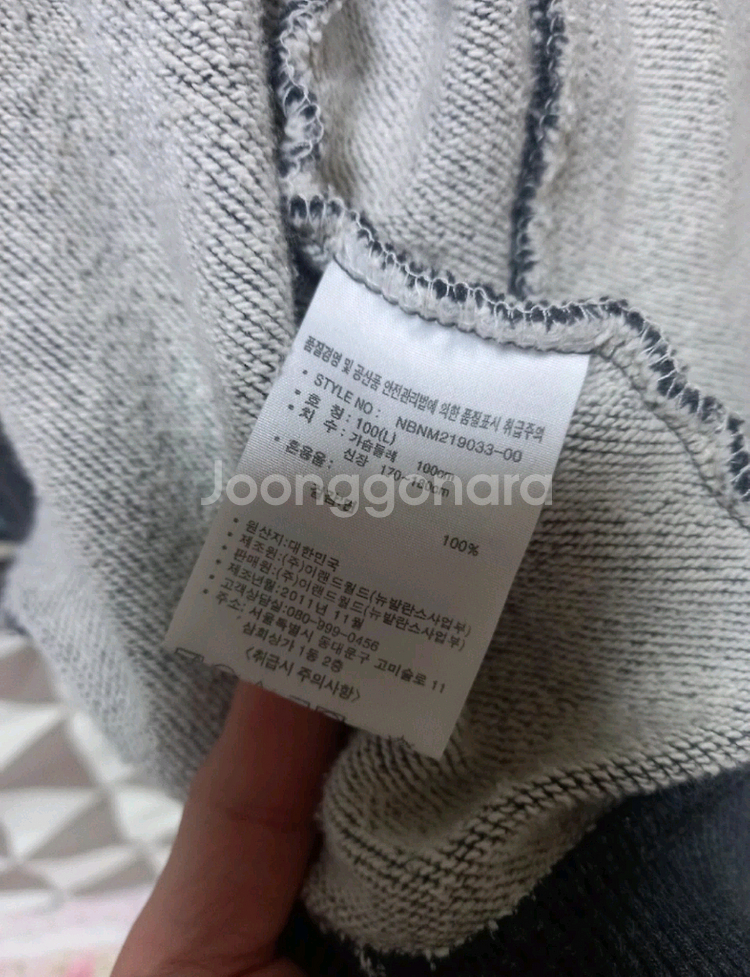 품질경영 및 공산품 안전관리법에 의한 품질표시 취급주의
• STYLE NO : NBNM219033-00
• 호 칭 : 100(L)
• 치 수 : 가슴둘레 100cm
신장 170-180cm
• 혼용율 :
100%
Joonggonara
• 원산지:대한민국
• 제조원:(주)이랜드월드(뉴발란스사업부)
• 판매원:(주)이랜드월드(뉴발란스사업부)
• 제조년월:2011년 11월
• 고객상담실:080-999-0456
• 주소: 서울특별시 동대문구 고미술로 11
삼희상가 1동 2층
<취급시 주의사항>